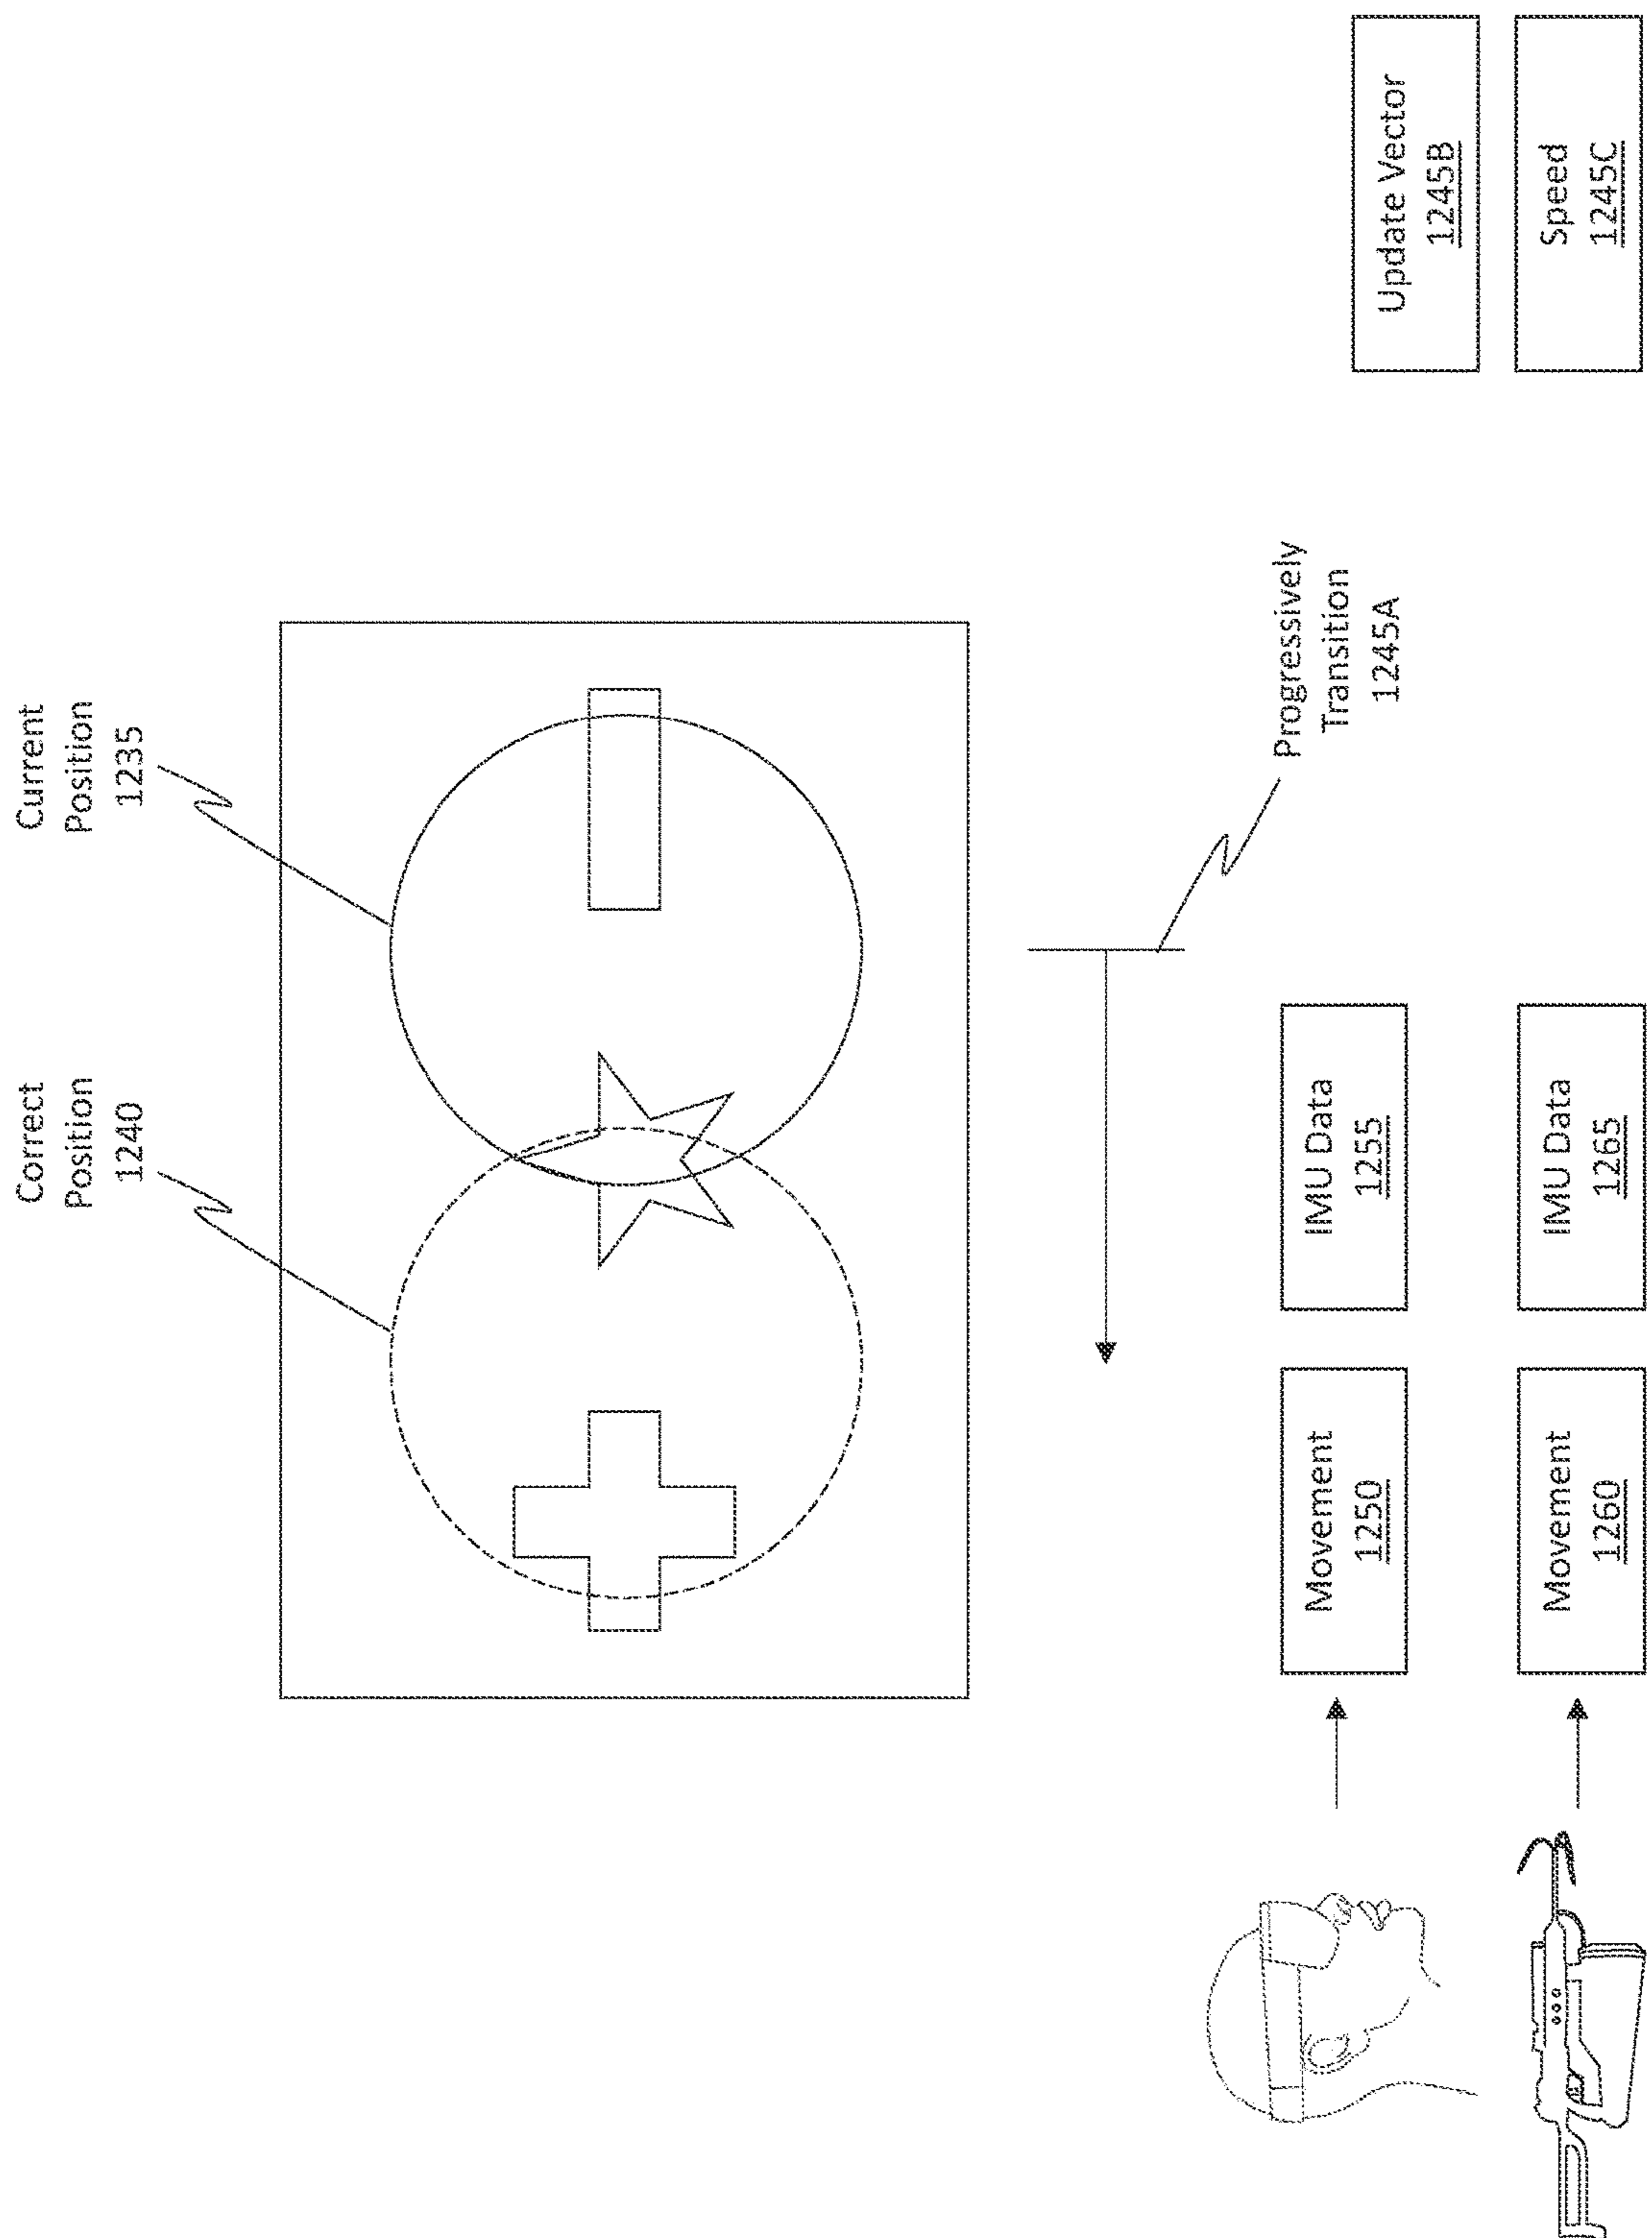 Correct
Position
1240
Current
Position
1235
Progressively
Transition
1245A
Movement
1250
IMU Data
1255
Update Vector
1245B
Movement
1260
IMU Data
1265
Speed
1245C